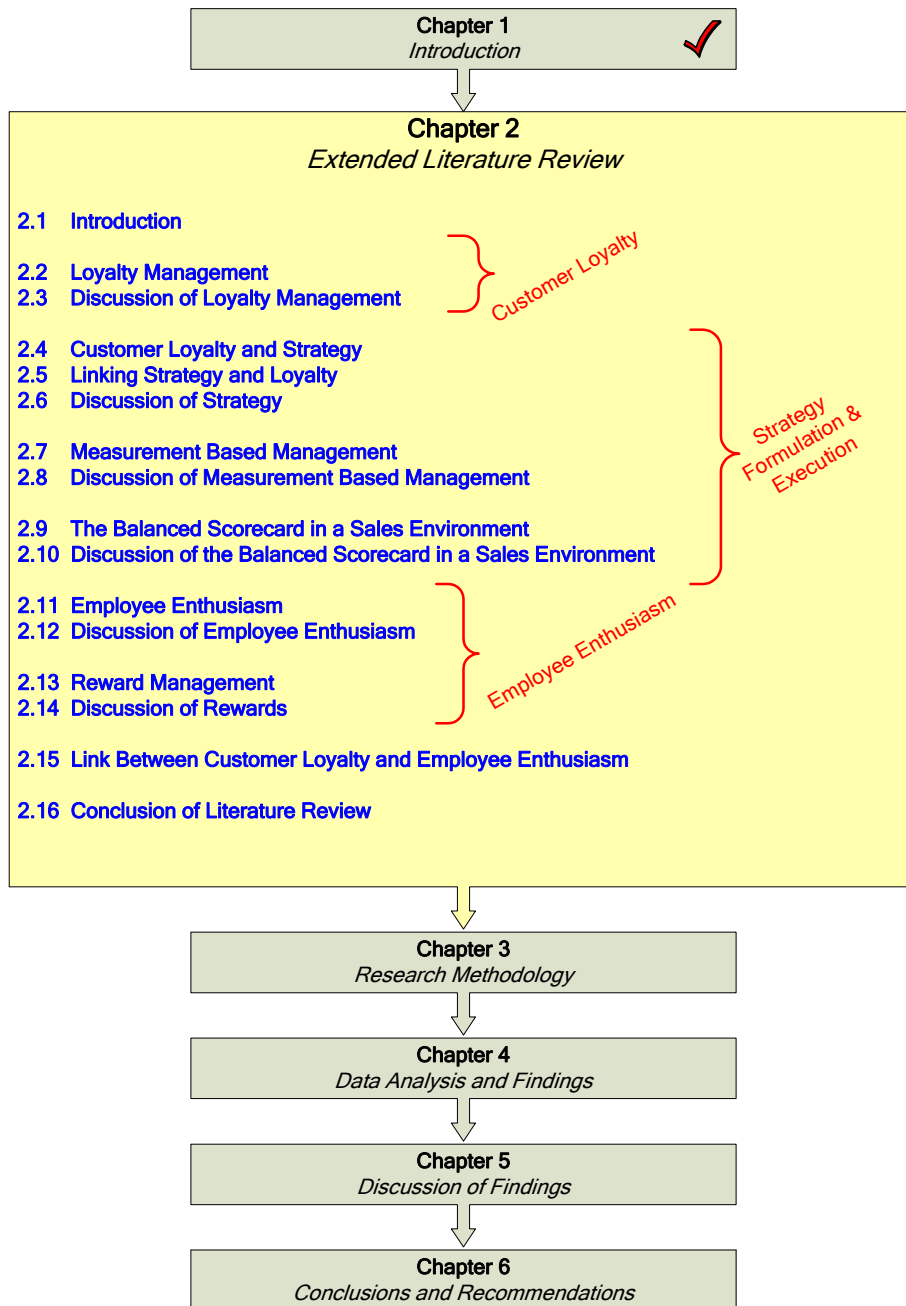 Chapter 1
Introduction
Chapter 2
Extended Literature Review
2.1 Introduction
2.2 Loyalty Management
2.3 Discussion of Loyalty Management
Customer Loyalty
2.4 Customer Loyalty and Strategy
2.5 Linking Strategy and Loyalty
2.6 Discussion of Strategy
2.7 Measurement Based Management
2.8 Discussion of Measurement Based Management
2.9 The Balanced Scorecard in a Sales Environment
2.10 Discussion of the Balanced Scorecard in a Sales Environment
Strategy
Formulation &
Execution
2.11 Employee Enthusiasm
2.12 Discussion of Employee Enthusiasm
2.13 Reward Management
2.14 Discussion of Rewards
Employee Enthusiasm
2.15 Link Between Customer Loyalty and Employee Enthusiasm
2.16 Conclusion of Literature Review
Chapter 3
Research Methodology
Chapter 4
Data Analysis and Findings
Chapter 5
Discussion of Findings
Chapter 6
Conclusions and Recommendations